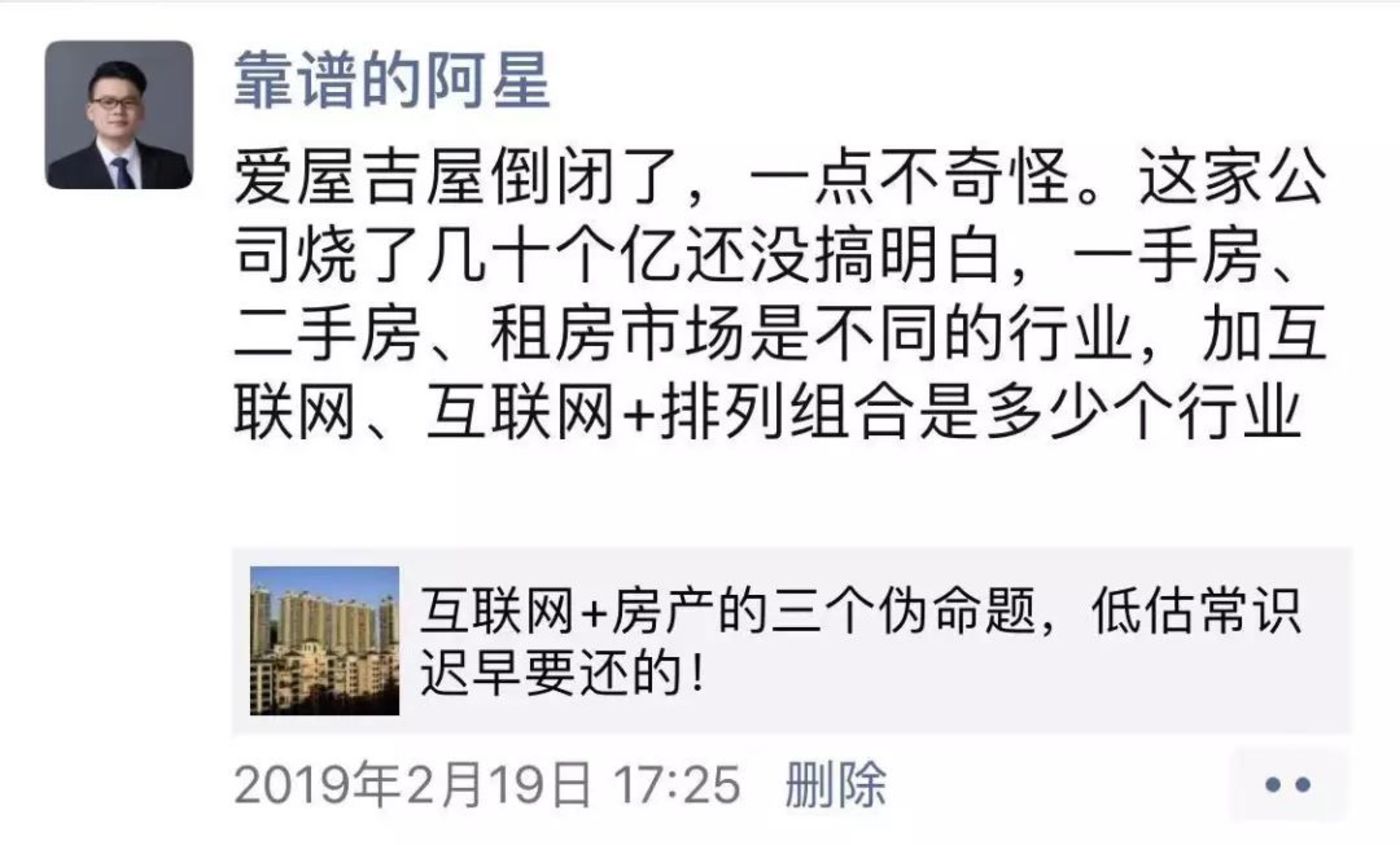 靠谱的阿星
爱屋吉屋倒闭了，一点不奇怪。这家公
司烧了几十个亿还没搞明白，一手房、
二手房、租房市场是不同的行业，加互
联网、互联网+排列组合是多少个行业
互联网+房产的三个伪命题，低估常识
迟早要还的！
2019年2月19日 17:25 删除